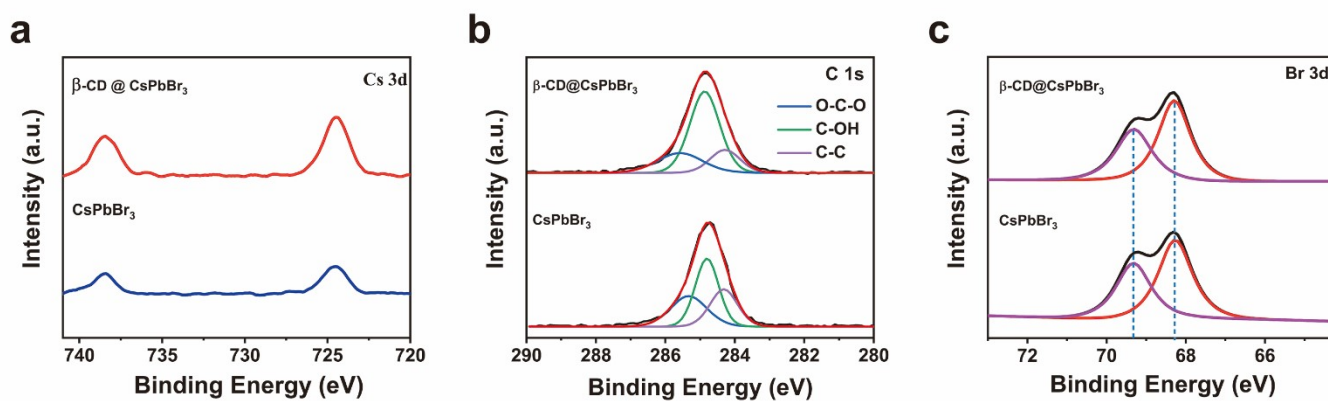 a
β-CD @ CsPbBr₃
Cs 3d
CsPbBr₃
Intensity (a.u.)
740 735 730 725 720
Binding Energy (eV)
b
C 1s
β-CD@CsPbBr₃
O-C-O
C-OH
C-C
CsPbBr₃
Intensity (a.u.)
290 288 286 284 282 280
Binding Energy (eV)
c
Br 3d
β-CD@CsPbBr₃
CsPbBr₃
Intensity (a.u.)
72 70 68 66
Binding Energy (eV)